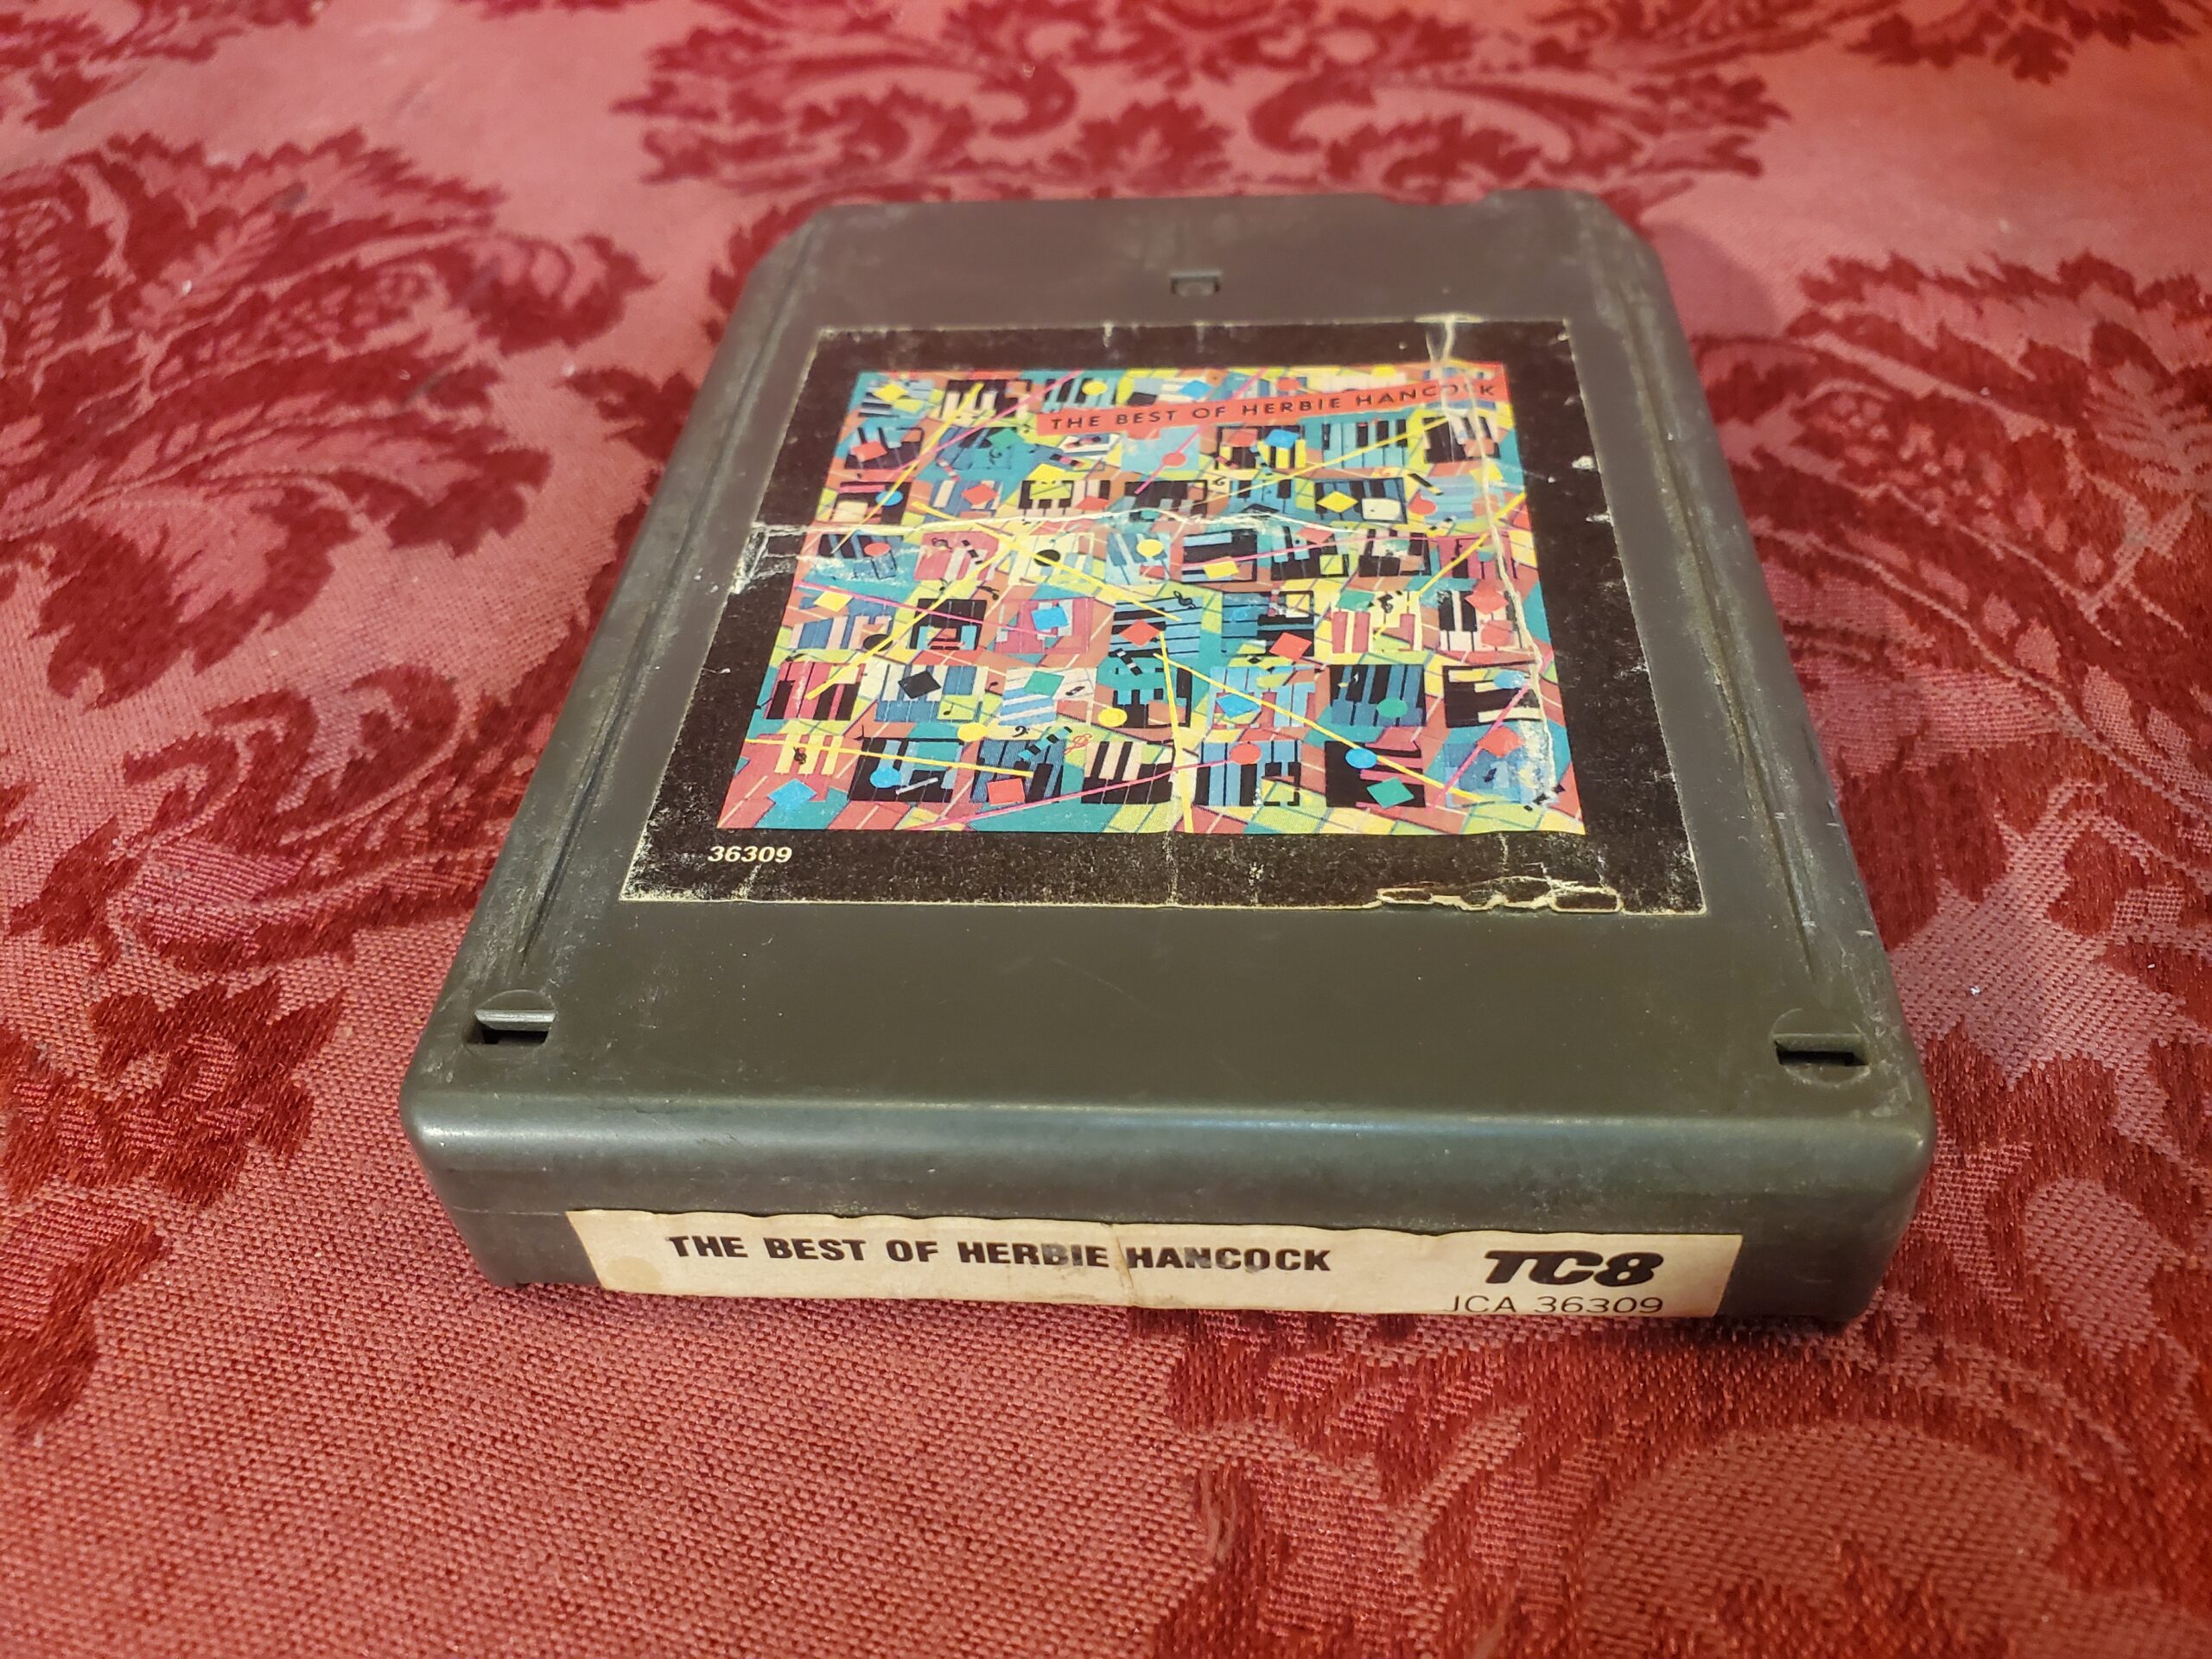 THE BEST OF HERBIE HANCOCK
36309
THE BEST OF HERBIE HANCOCK
TC8
JCA 36309